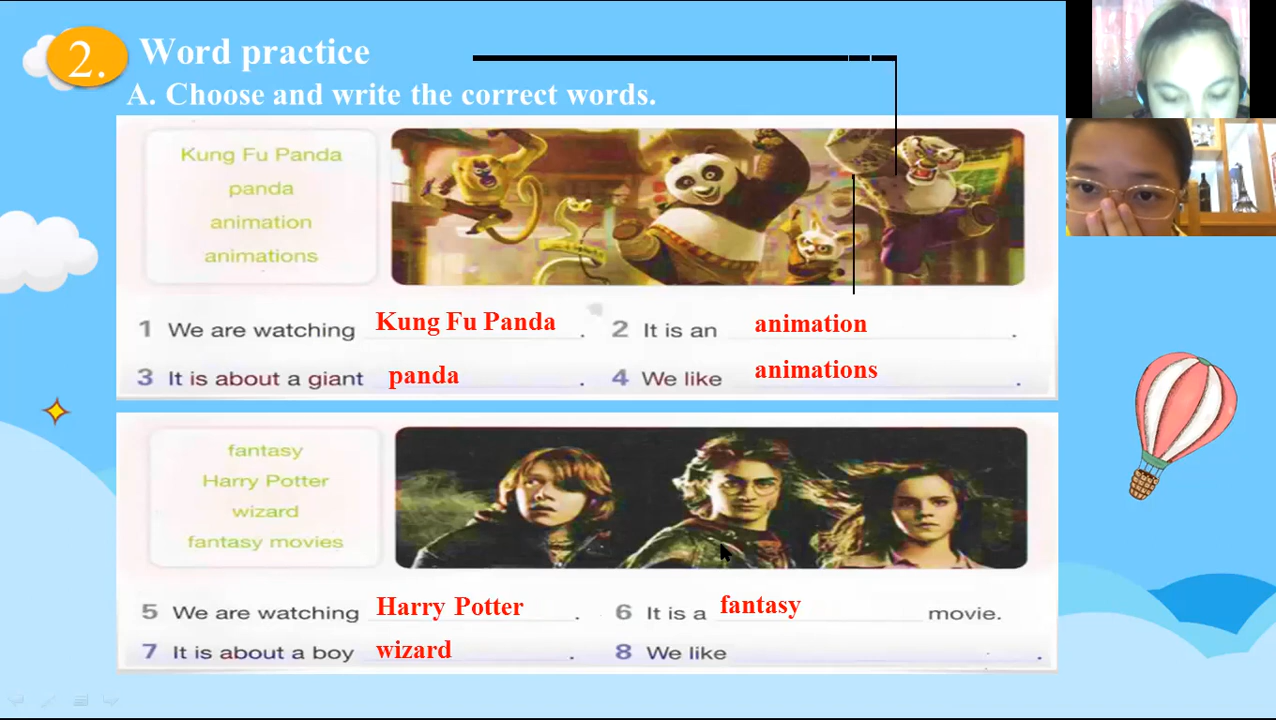 2.
Word practice
A. Choose and write the correct words.
Kung Fu Panda
panda
animation
animations
1 We are watching Kung Fu Panda .
2 It is an animation .
3 It is about a giant panda .
4 We like animations .
fantasy
Harry Potter
wizard
fantasy movies
5 We are watching Harry Potter .
6 It is a fantasy movie.
7 It is about a boy wizard .
8 We like .